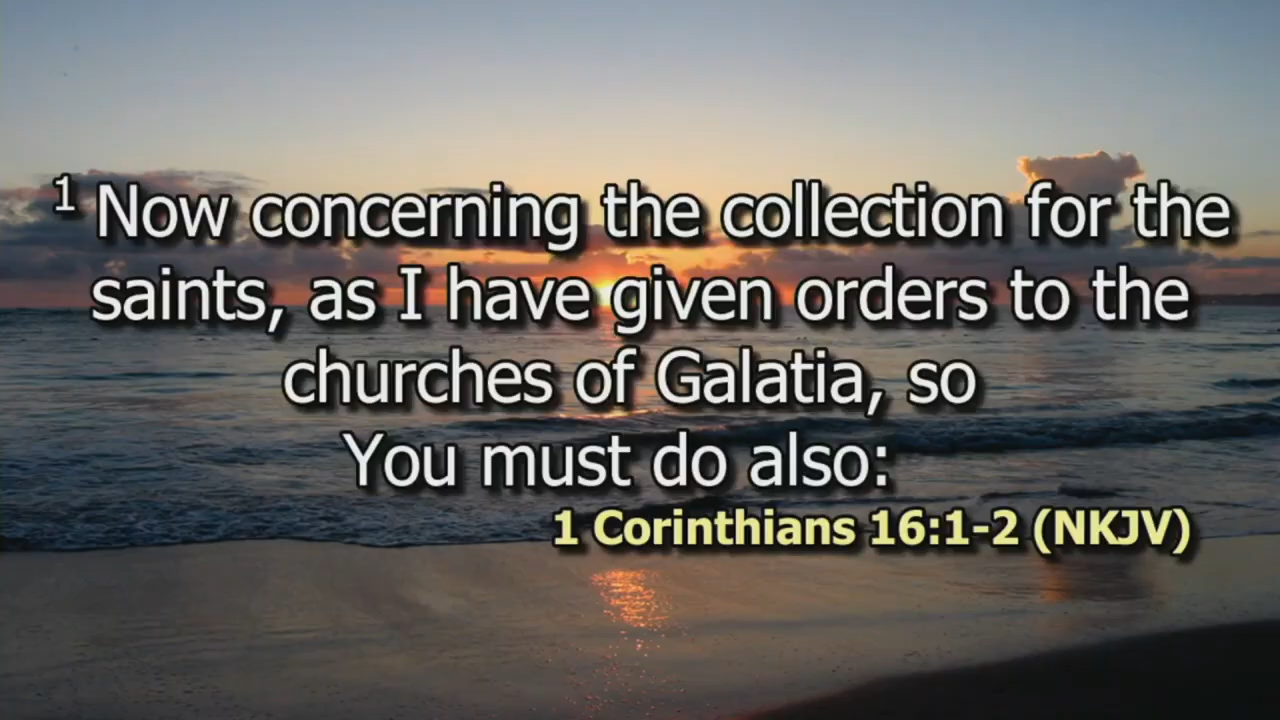 1 Now concerning the collection for the
saints, as I have given orders to the
churches of Galatia, so
You must do also:
1 Corinthians 16:1-2 (NKJV)